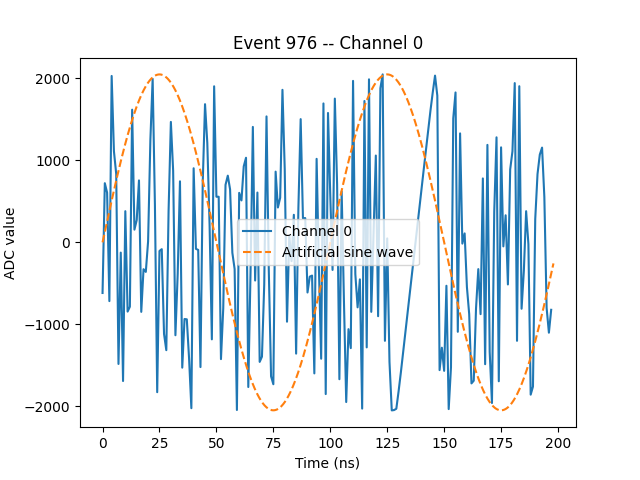 Event 976 -- Channel 0
ADC value
2000
1000
0
−1000
−2000
Channel 0
Artificial sine wave
0 25 50 75 100 125 150 175 200
Time (ns)